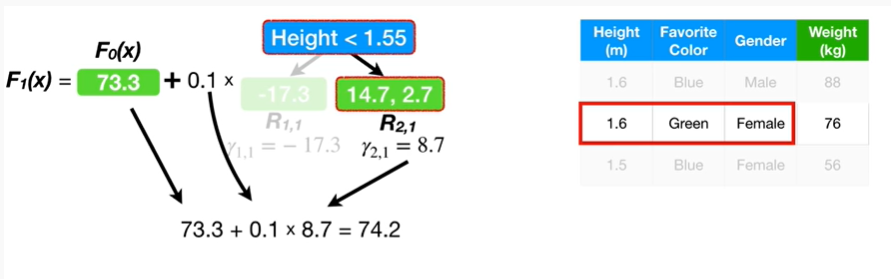 F₀(x)
Height < 1.55
F₁(x) = 73.3 + 0.1 × -17.3 14.7, 2.7
R₁,₁ R₂,₁
γ₁,₁ = − 17.3 γ₂,₁ = 8.7
73.3 + 0.1 × 8.7 = 74.2
Height (m) Favorite Color Gender Weight (kg)
1.6 Blue Male 88
1.6 Green Female 76
1.5 Blue Female 56